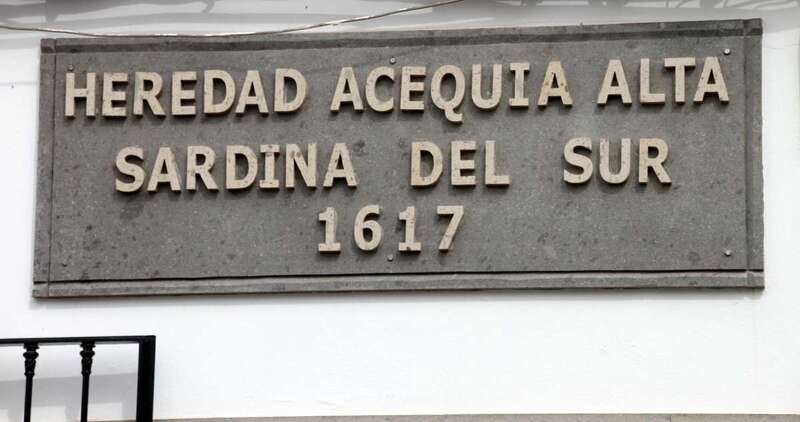 HEREDAD ACEQUIA ALTA
SARDINA DEL SUR
1617